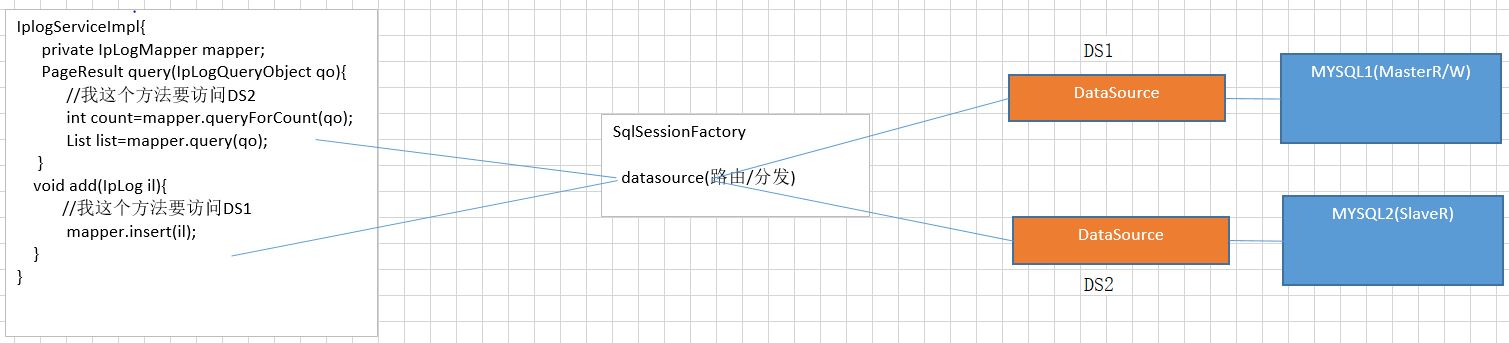 IplogServiceImpl{
private IpLogMapper mapper;
PageResult query(IpLogQueryObject qo){
//我这个方法要访问DS2
int count=mapper.queryForCount(qo);
List list=mapper.query(qo);
}
void add(IpLog il){
//我这个方法要访问DS1
mapper.insert(il);
}
}
SqlSessionFactory
datasource(路由/分发)
DS1
DataSource
MYSQL1(MasterR/W)
DataSource
DS2
MYSQL2(SlaveR)